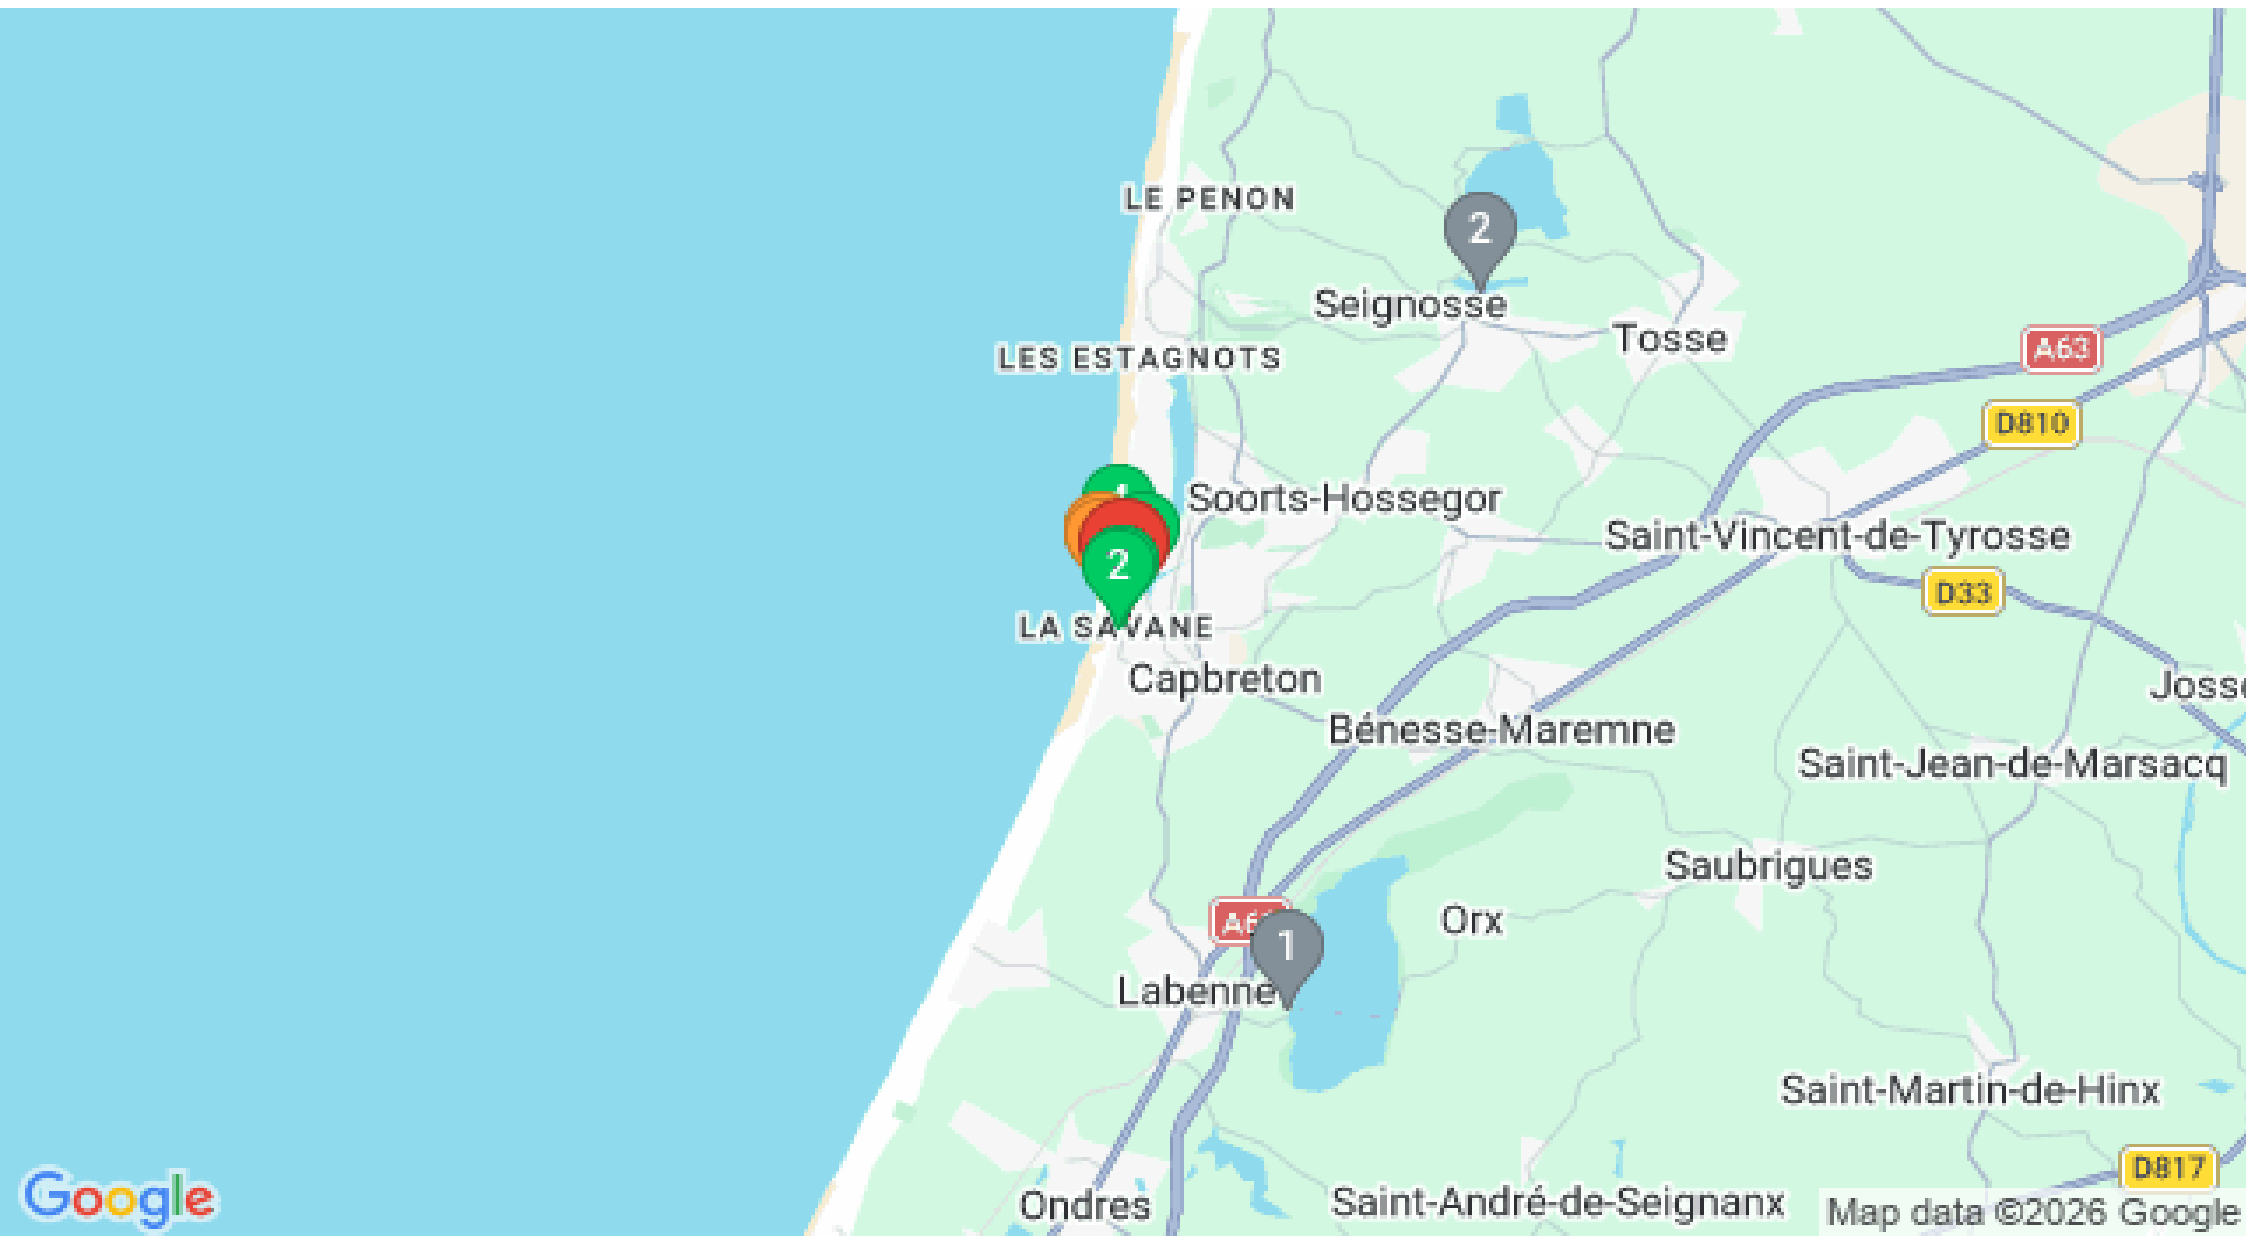 LE PENON
2
Seignosse
Tosse
LES ESTAGNOTS
A63
D810
Soorts-Hossegor
Saint-Vincent-de-Tyrosse
2
D33
LA SAVANE
Capbreton
Bénesse-Maremne
Saint-Jean-de-Marsacq
Saubrigues
Orx
1
Labenne
Saint-Martin-de-Hinx
D817
Ondres
Saint-André-de-Seignanx
Google
Map data ©2026 Google